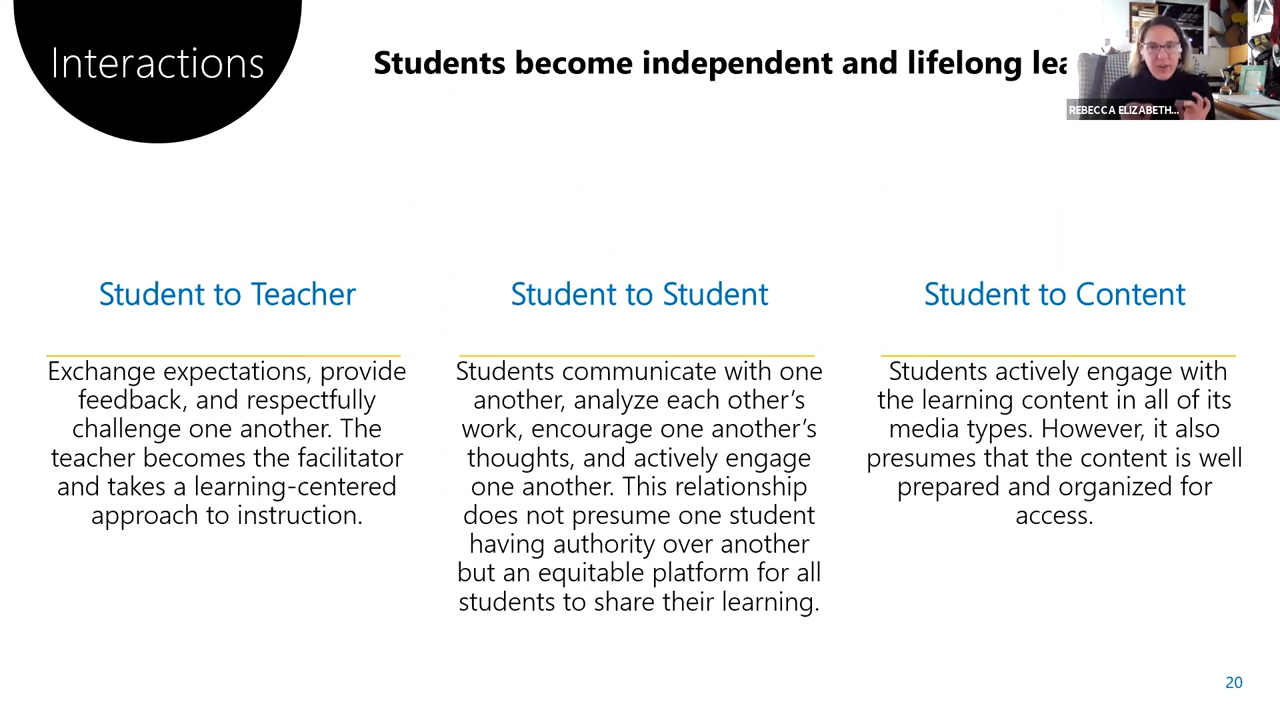 Interactions
Students become independent and lifelong
REBECCA ELIZABETH...
Student to Teacher
Exchange expectations, provide
feedback, and respectfully
challenge one another. The
teacher becomes the facilitator
and takes a learning-centered
approach to instruction.
Student to Student
Students communicate with one
another, analyze each other’s
work, encourage one another’s
thoughts, and actively engage
one another. This relationship
does not presume one student
having authority over another
but an equitable platform for all
students to share their learning.
Student to Content
Students actively engage with
the learning content in all of its
media types. However, it also
presumes that the content is well
prepared and organized for
access.
20